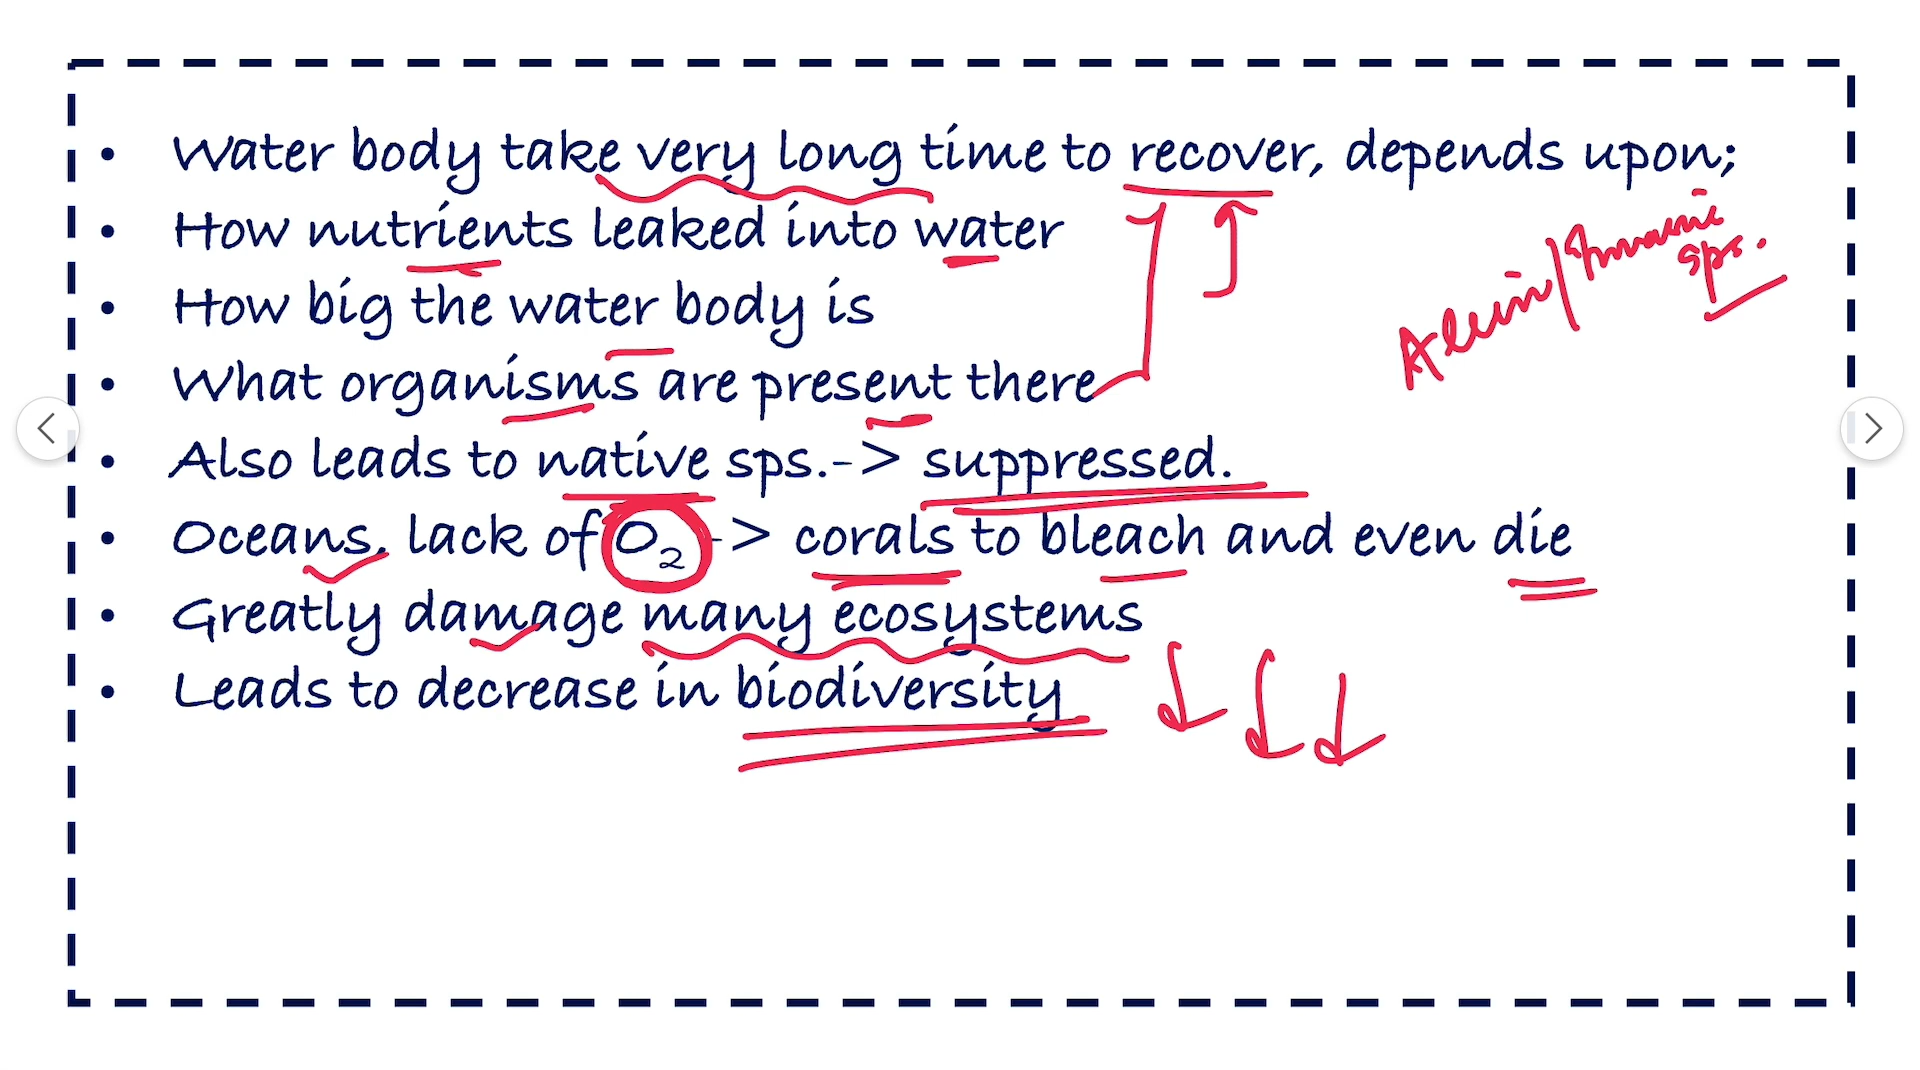 • Water body take very long time to recover, depends upon;
• How nutrients leaked into water
• How big the water body is
• What organisms are present there
• Also leads to native sps.-> suppressed.
• Oceans, lack of O₂ -> corals to bleach and even die
• Greatly damage many ecosystems
• Leads to decrease in biodiversity
sps.